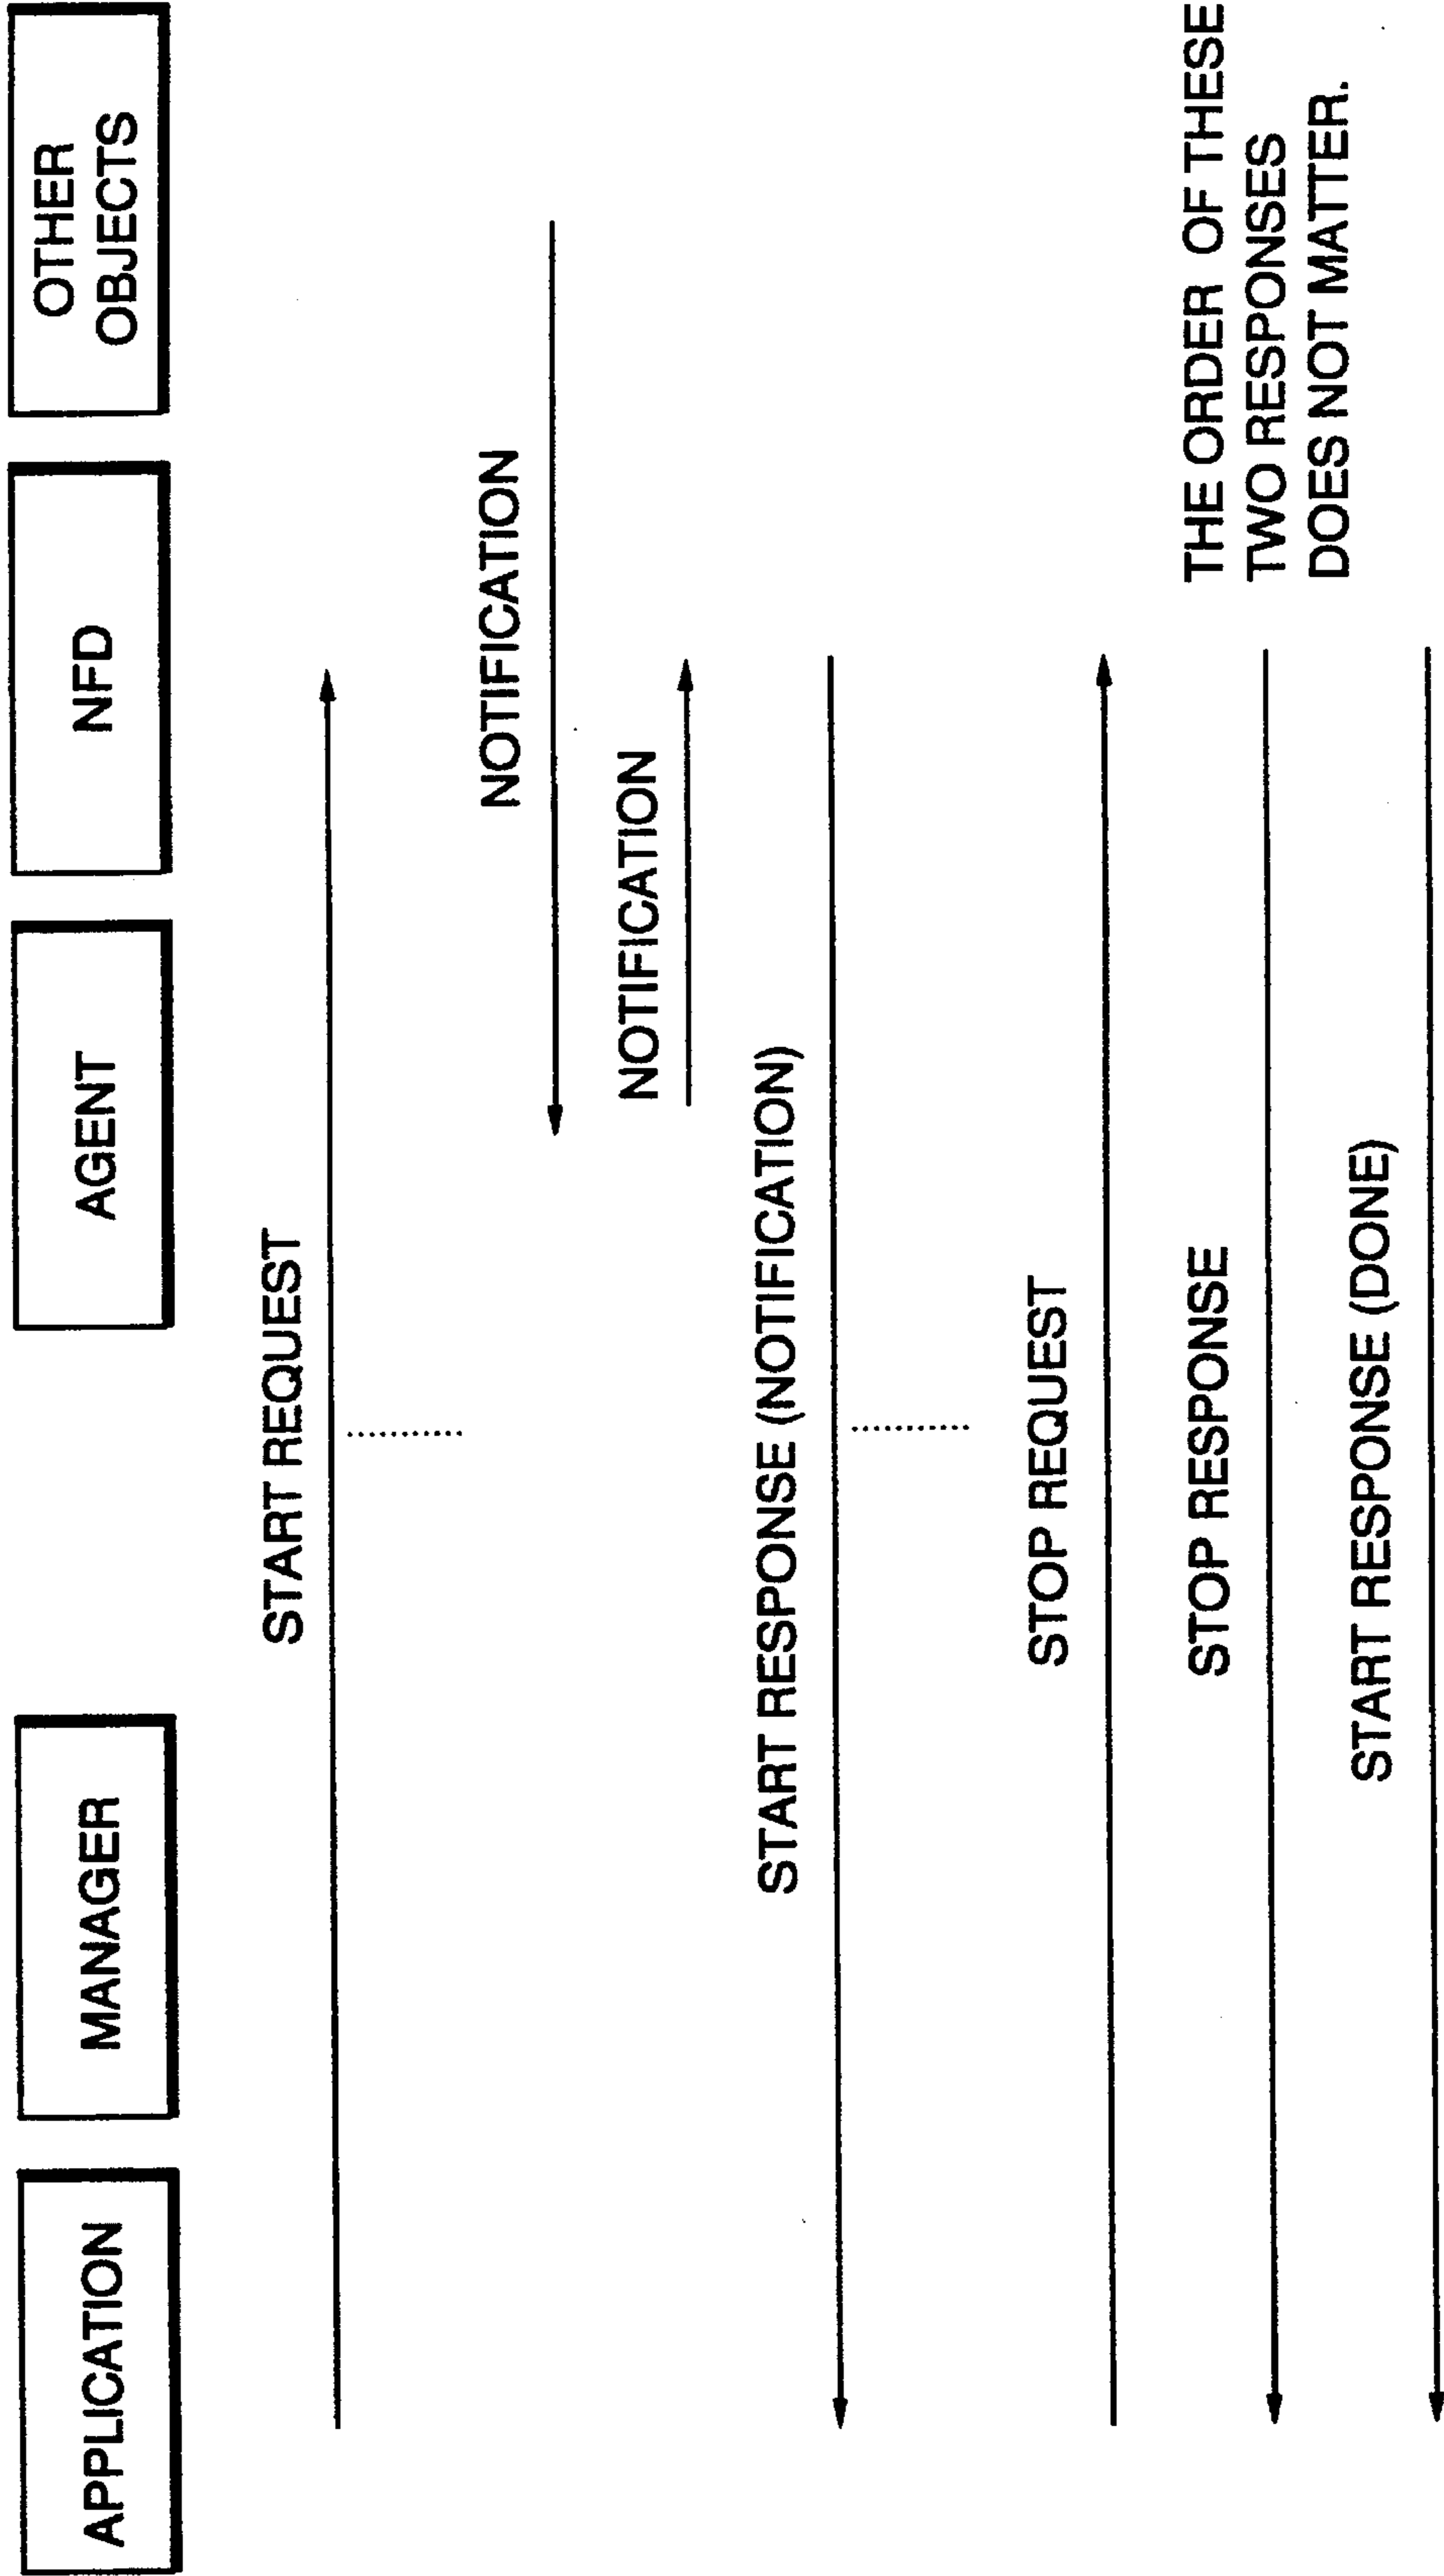 APPLICATION
MANAGER
AGENT
NFD
OTHER
OBJECTS
START REQUEST
NOTIFICATION
NOTIFICATION
START RESPONSE (NOTIFICATION)
STOP REQUEST
STOP RESPONSE
THE ORDER OF THESE
TWO RESPONSES
DOES NOT MATTER.
START RESPONSE (DONE)